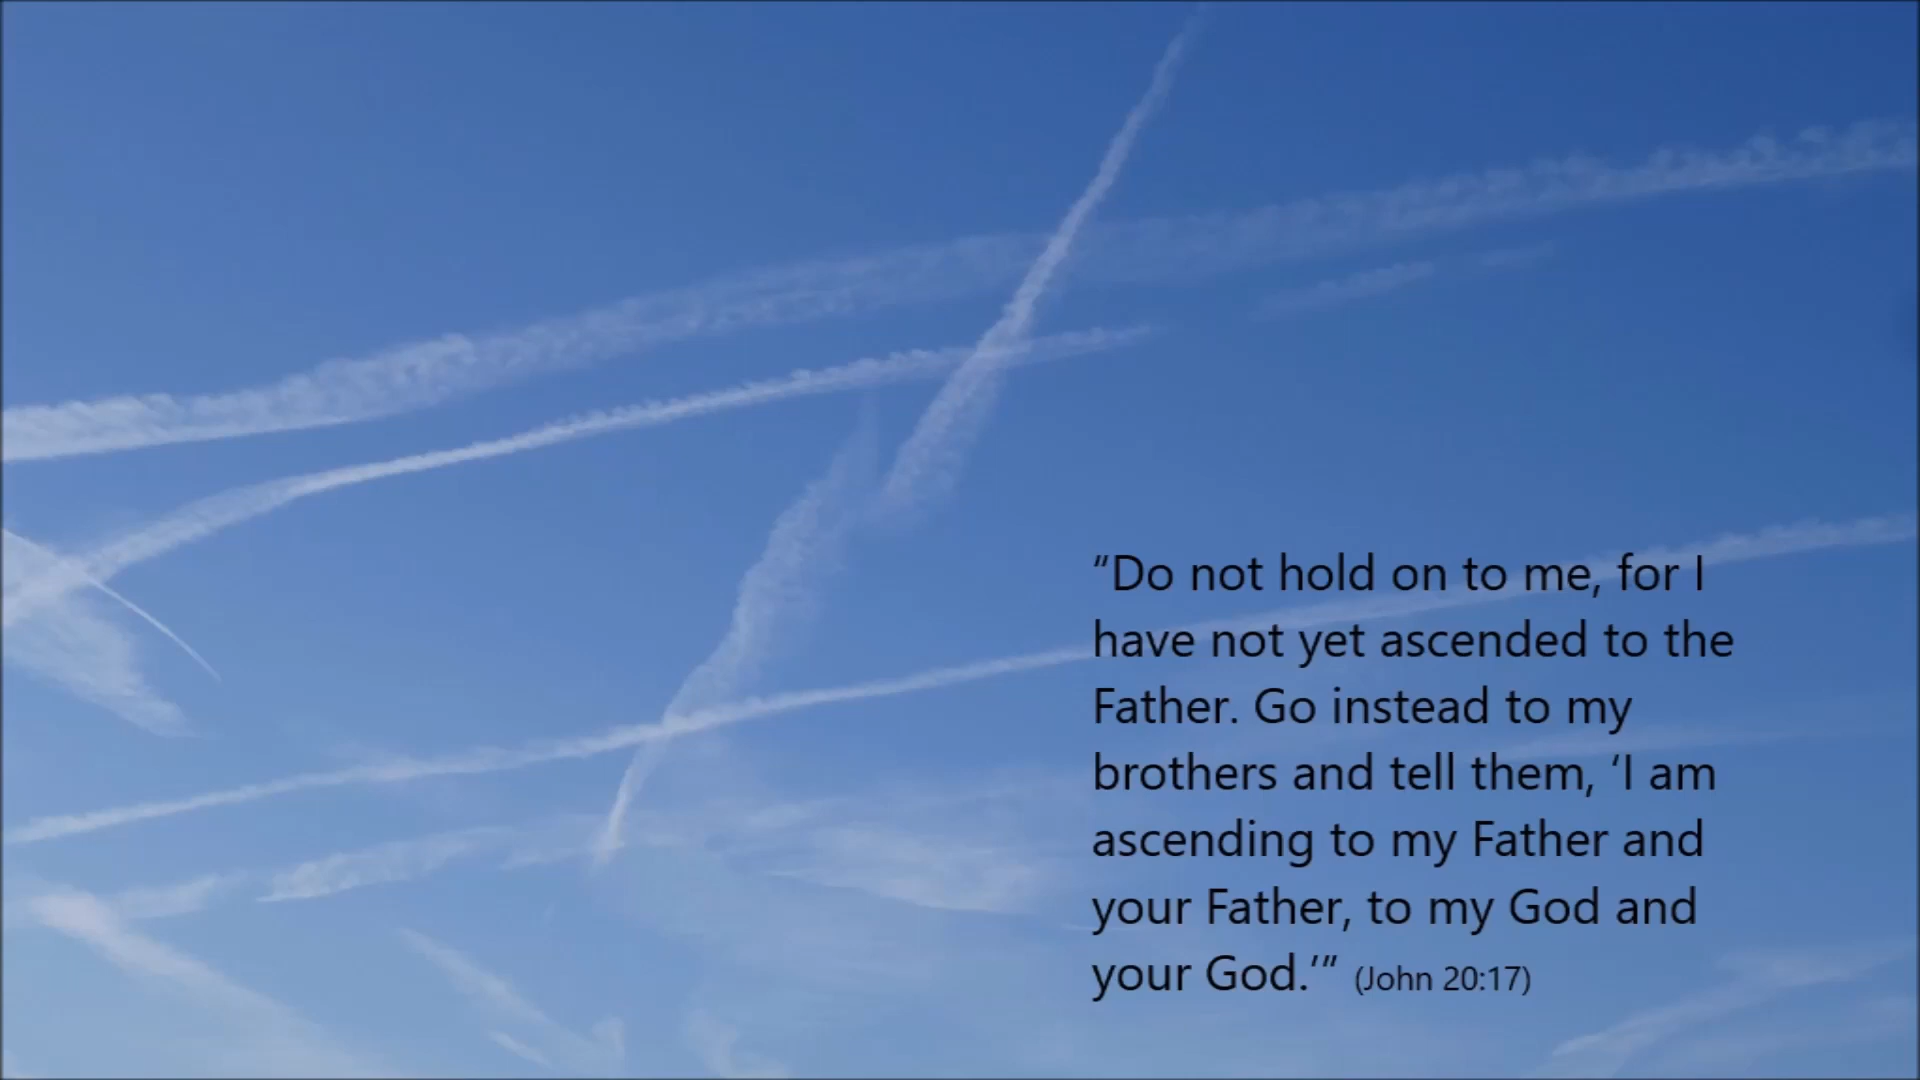 “Do not hold on to me, for I
have not yet ascended to the
Father. Go instead to my
brothers and tell them, ‘I am
ascending to my Father and
your Father, to my God and
your God.’” (John 20:17)